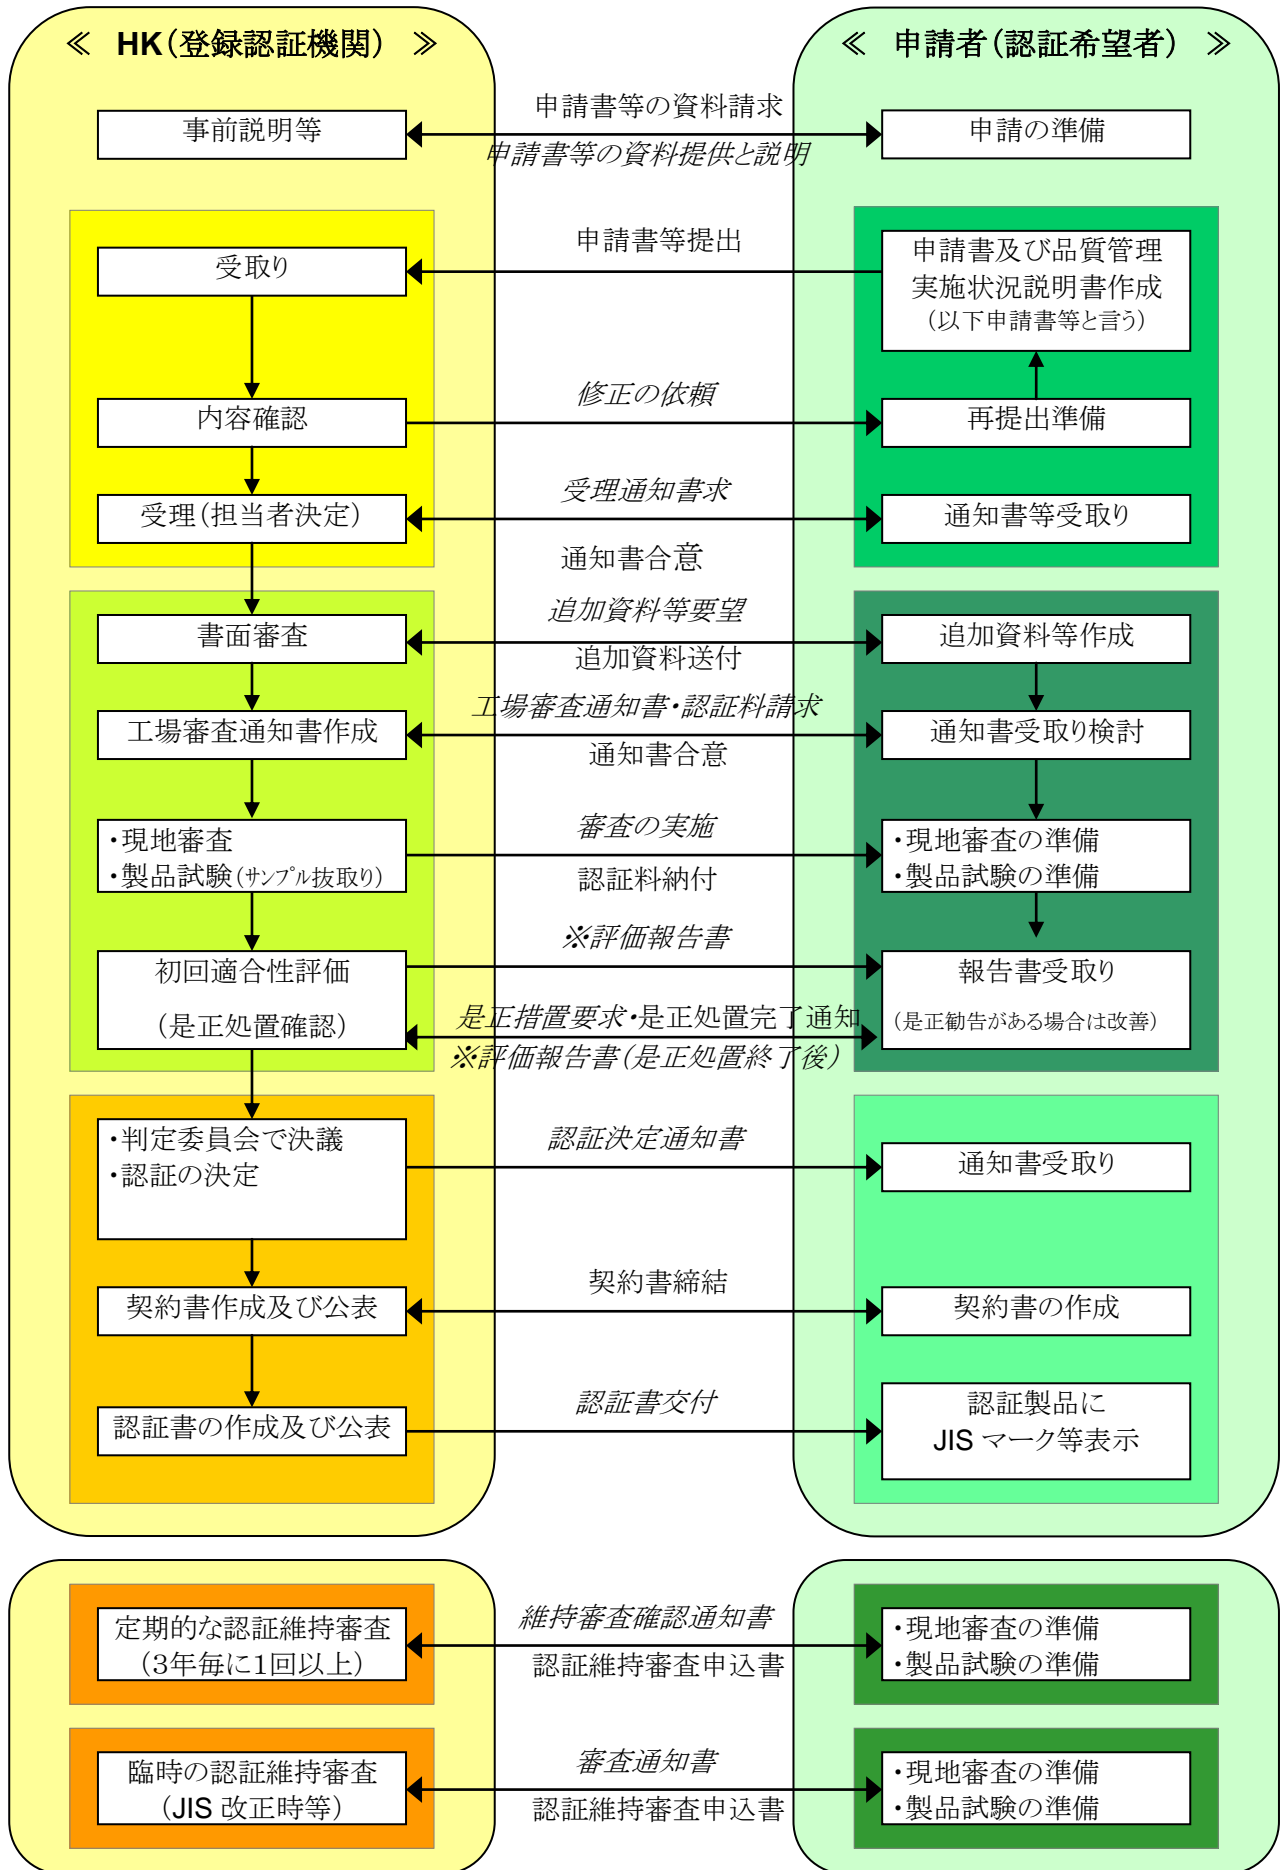 ≪ HK(登録認証機関) ≫
≪ 申請者(認証希望者) ≫
事前説明等
申請書等の資料請求
申請書等の資料提供と説明
申請の準備
受取り
申請書等提出
申請書及び品質管理
実施状況説明書作成
(以下申請書等と言う)
内容確認
修正の依頼
再提出準備
受理(担当者決定)
受理通知書求
通知書合意
通知書等受取り
書面審査
追加資料等要望
追加資料送付
追加資料等作成
工場審査通知書作成
工場審査通知書・認証料請求
通知書合意
通知書受取り検討
・現地審査
・製品試験(サンプル抜取り)
審査の実施
認証料納付
・現地審査の準備
・製品試験の準備
初回適合性評価
(是正処置確認)
※評価報告書
是正措置要求・是正処置完了通知
※評価報告書(是正処置終了後)
報告書受取り
(是正勧告がある場合は改善)
・判定委員会で決議
・認証の決定
認証決定通知書
通知書受取り
契約書作成及び公表
契約書締結
契約書の作成
認証書の作成及び公表
認証書交付
認証製品に
JIS マーク等表示
定期的な認証維持審査
(3年毎に1回以上)
維持審査確認通知書
認証維持審査申込書
・現地審査の準備
・製品試験の準備
臨時の認証維持審査
(JIS 改正時等)
審査通知書
認証維持審査申込書
・現地審査の準備
・製品試験の準備